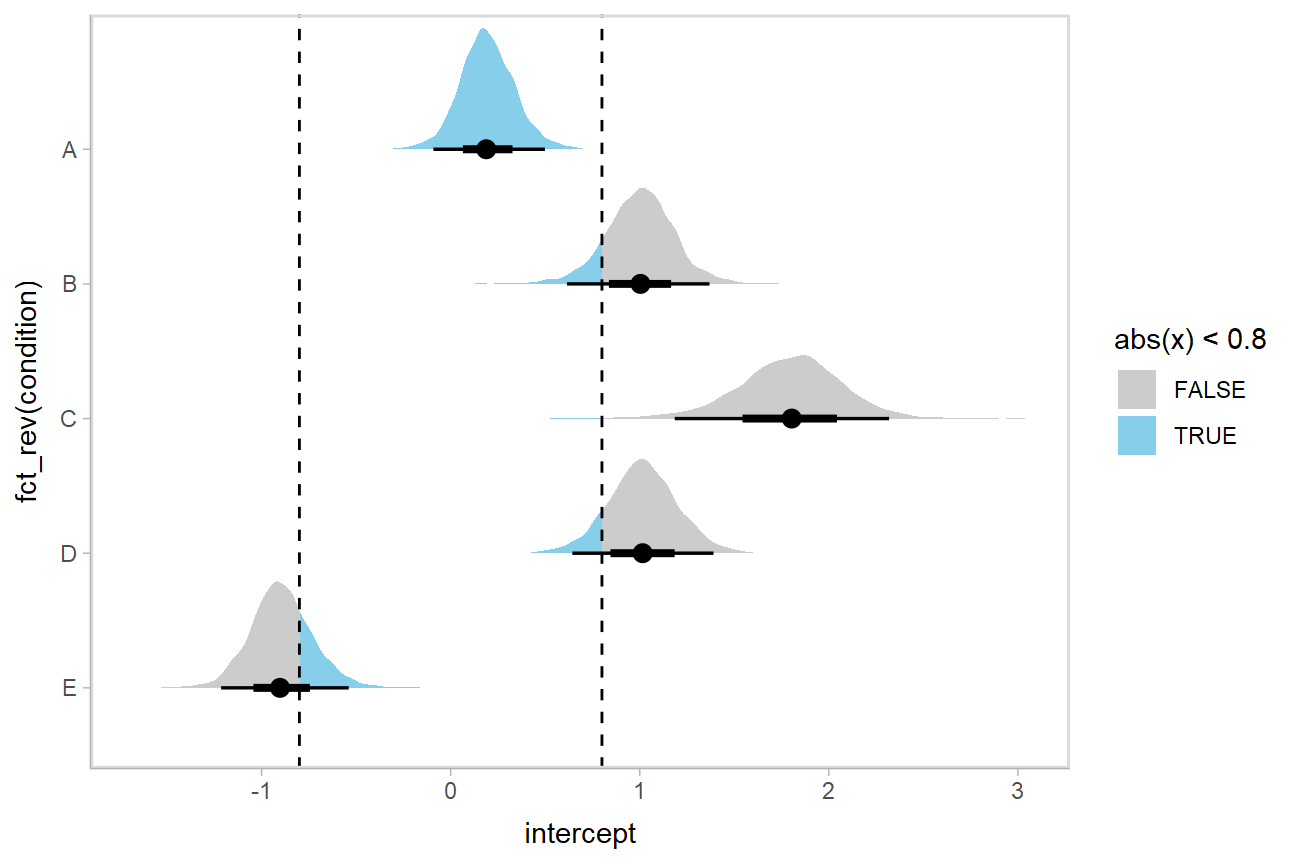 A
B
C
D
E
fct_rev(condition)
-1
0
1
2
3
intercept
abs(x) < 0.8
FALSE
TRUE